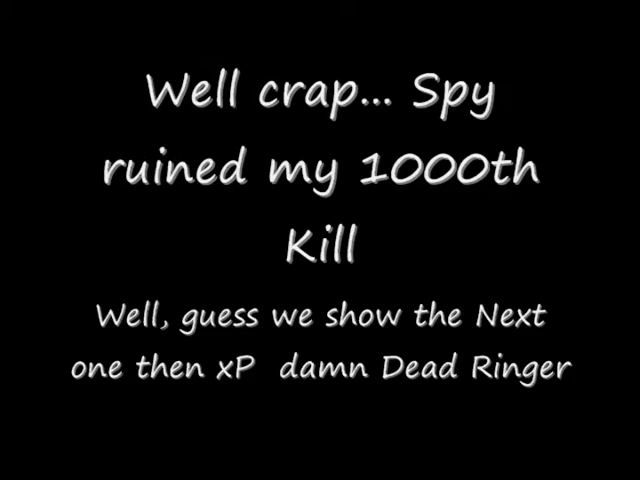 Well crap... Spy
ruined my 1000th
Kill
Well, guess we show the Next
one then xP damn Dead Ringer